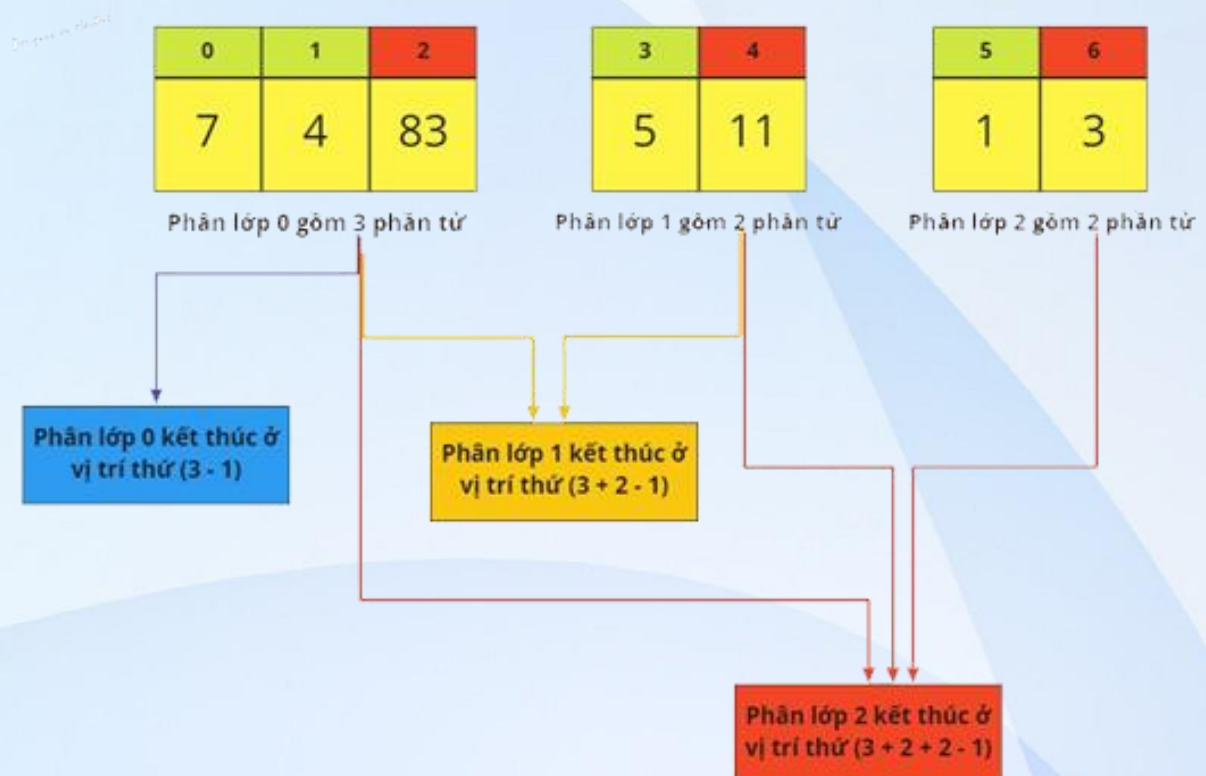 0 1 2 3 4 5 6
7 4 83 5 11 1 3
Phân lớp 0 gồm 3 phần tử
Phân lớp 1 gồm 2 phần tử
Phân lớp 2 gồm 2 phần tử
Phân lớp 0 kết thúc ở
vị trí thứ (3 - 1)
Phân lớp 1 kết thúc ở
vị trí thứ (3 + 2 - 1)
Phân lớp 2 kết thúc ở
vị trí thứ (3 + 2 + 2 - 1)